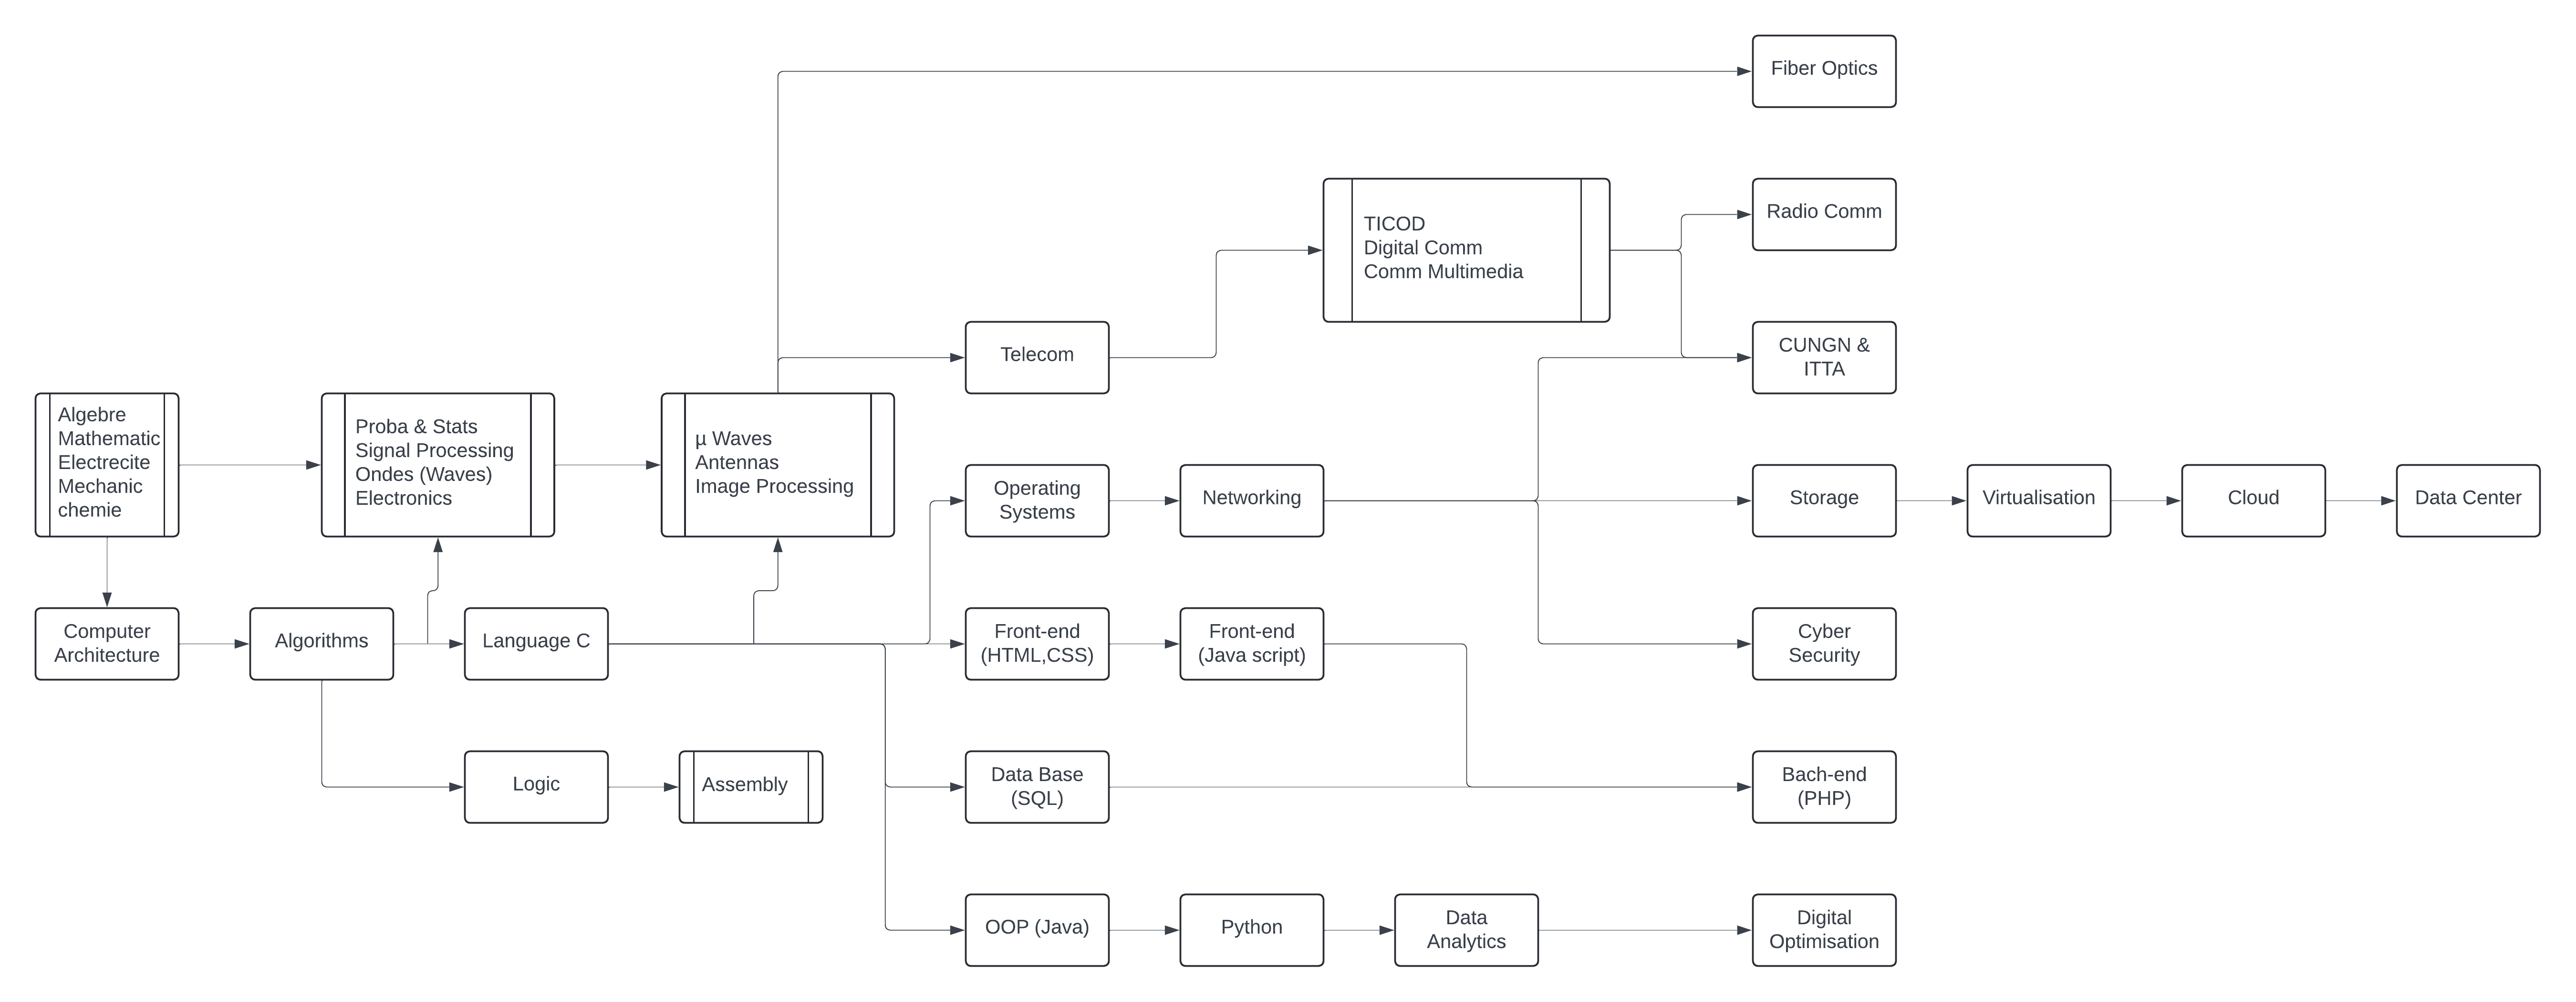 Fiber Optics
Radio Comm
TICOD
Digital Comm
Comm Multimedia
Telecom
CUNGN &
ITTA
Algebre
Mathematic
Electrecite
Mechanic
chemie
Proba & Stats
Signal Processing
Ondes (Waves)
Electronics
µ Waves
Antennas
Image Processing
Operating
Systems
Networking
Storage
Virtualisation
Cloud
Data Center
Computer
Architecture
Algorithms
Language C
Front-end
(HTML,CSS)
Front-end
(Java script)
Cyber
Security
Logic
Assembly
Data Base
(SQL)
Bach-end
(PHP)
OOP (Java)
Python
Data
Analytics
Digital
Optimisation